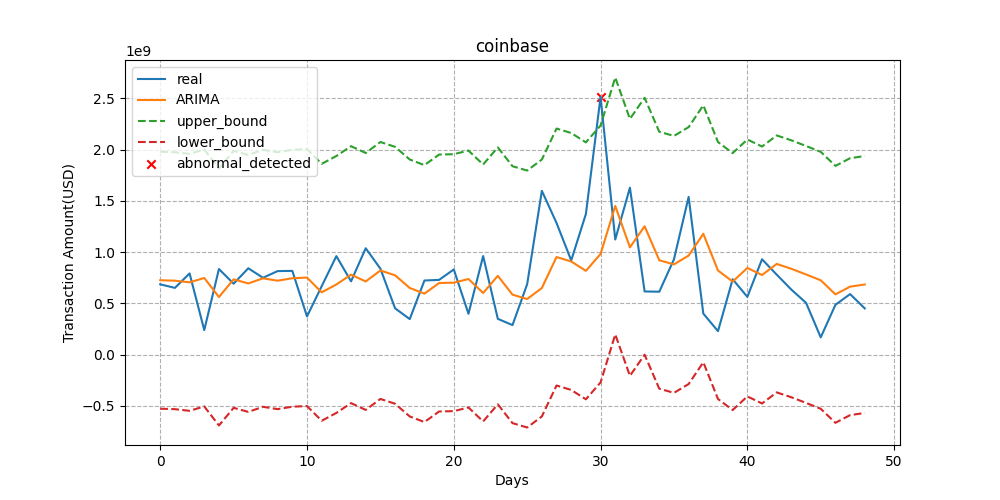 coinbase
1e9
real
ARIMA
upper_bound
lower_bound
abnormal_detected
2.5
2.0
1.5
1.0
0.5
0.0
−0.5
Transaction Amount(USD)
0 10 20 30 40 50
Days